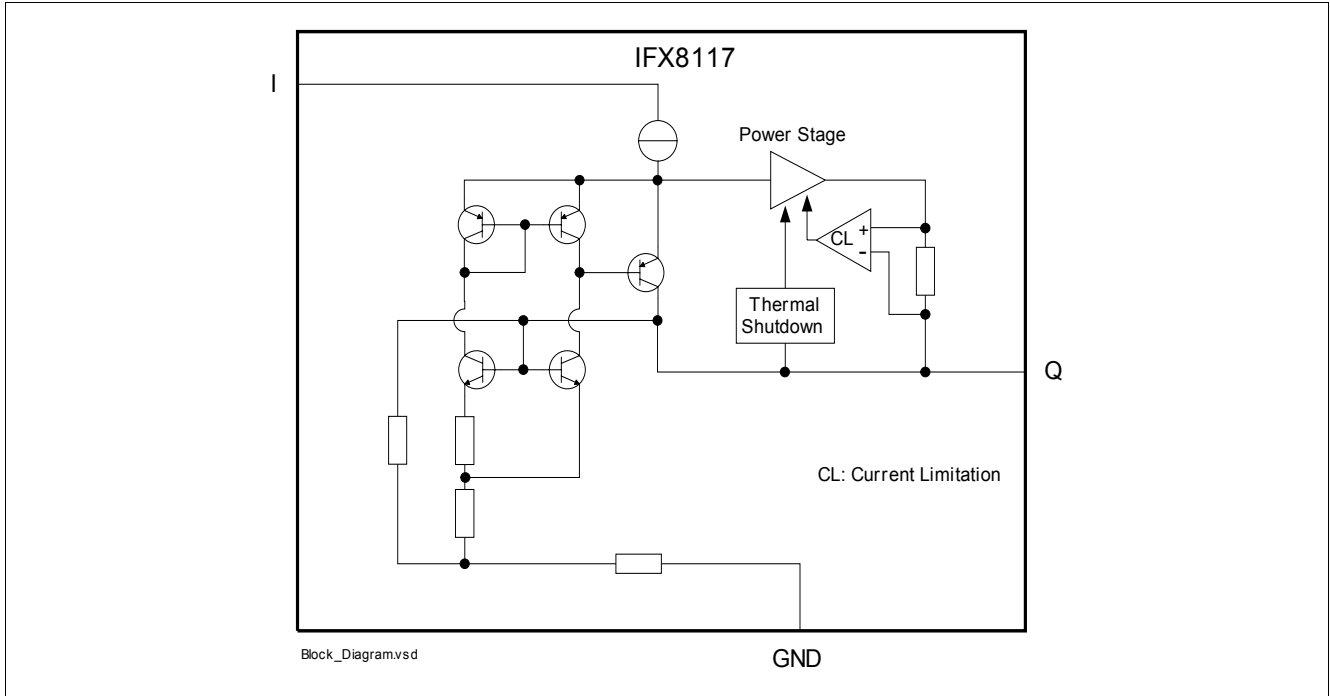 IFX8117
I
Power Stage
CL
+
-
Thermal
Shutdown
Q
CL: Current Limitation
Block_Diagram.vsd
GND